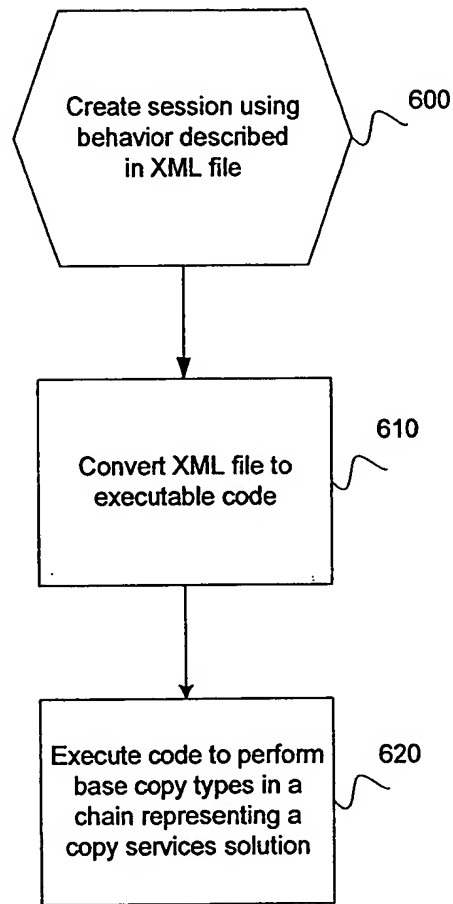 Create session using
behavior described
in XML file
600
Convert XML file to
executable code
610
Execute code to perform
base copy types in a
chain representing a
copy services solution
620